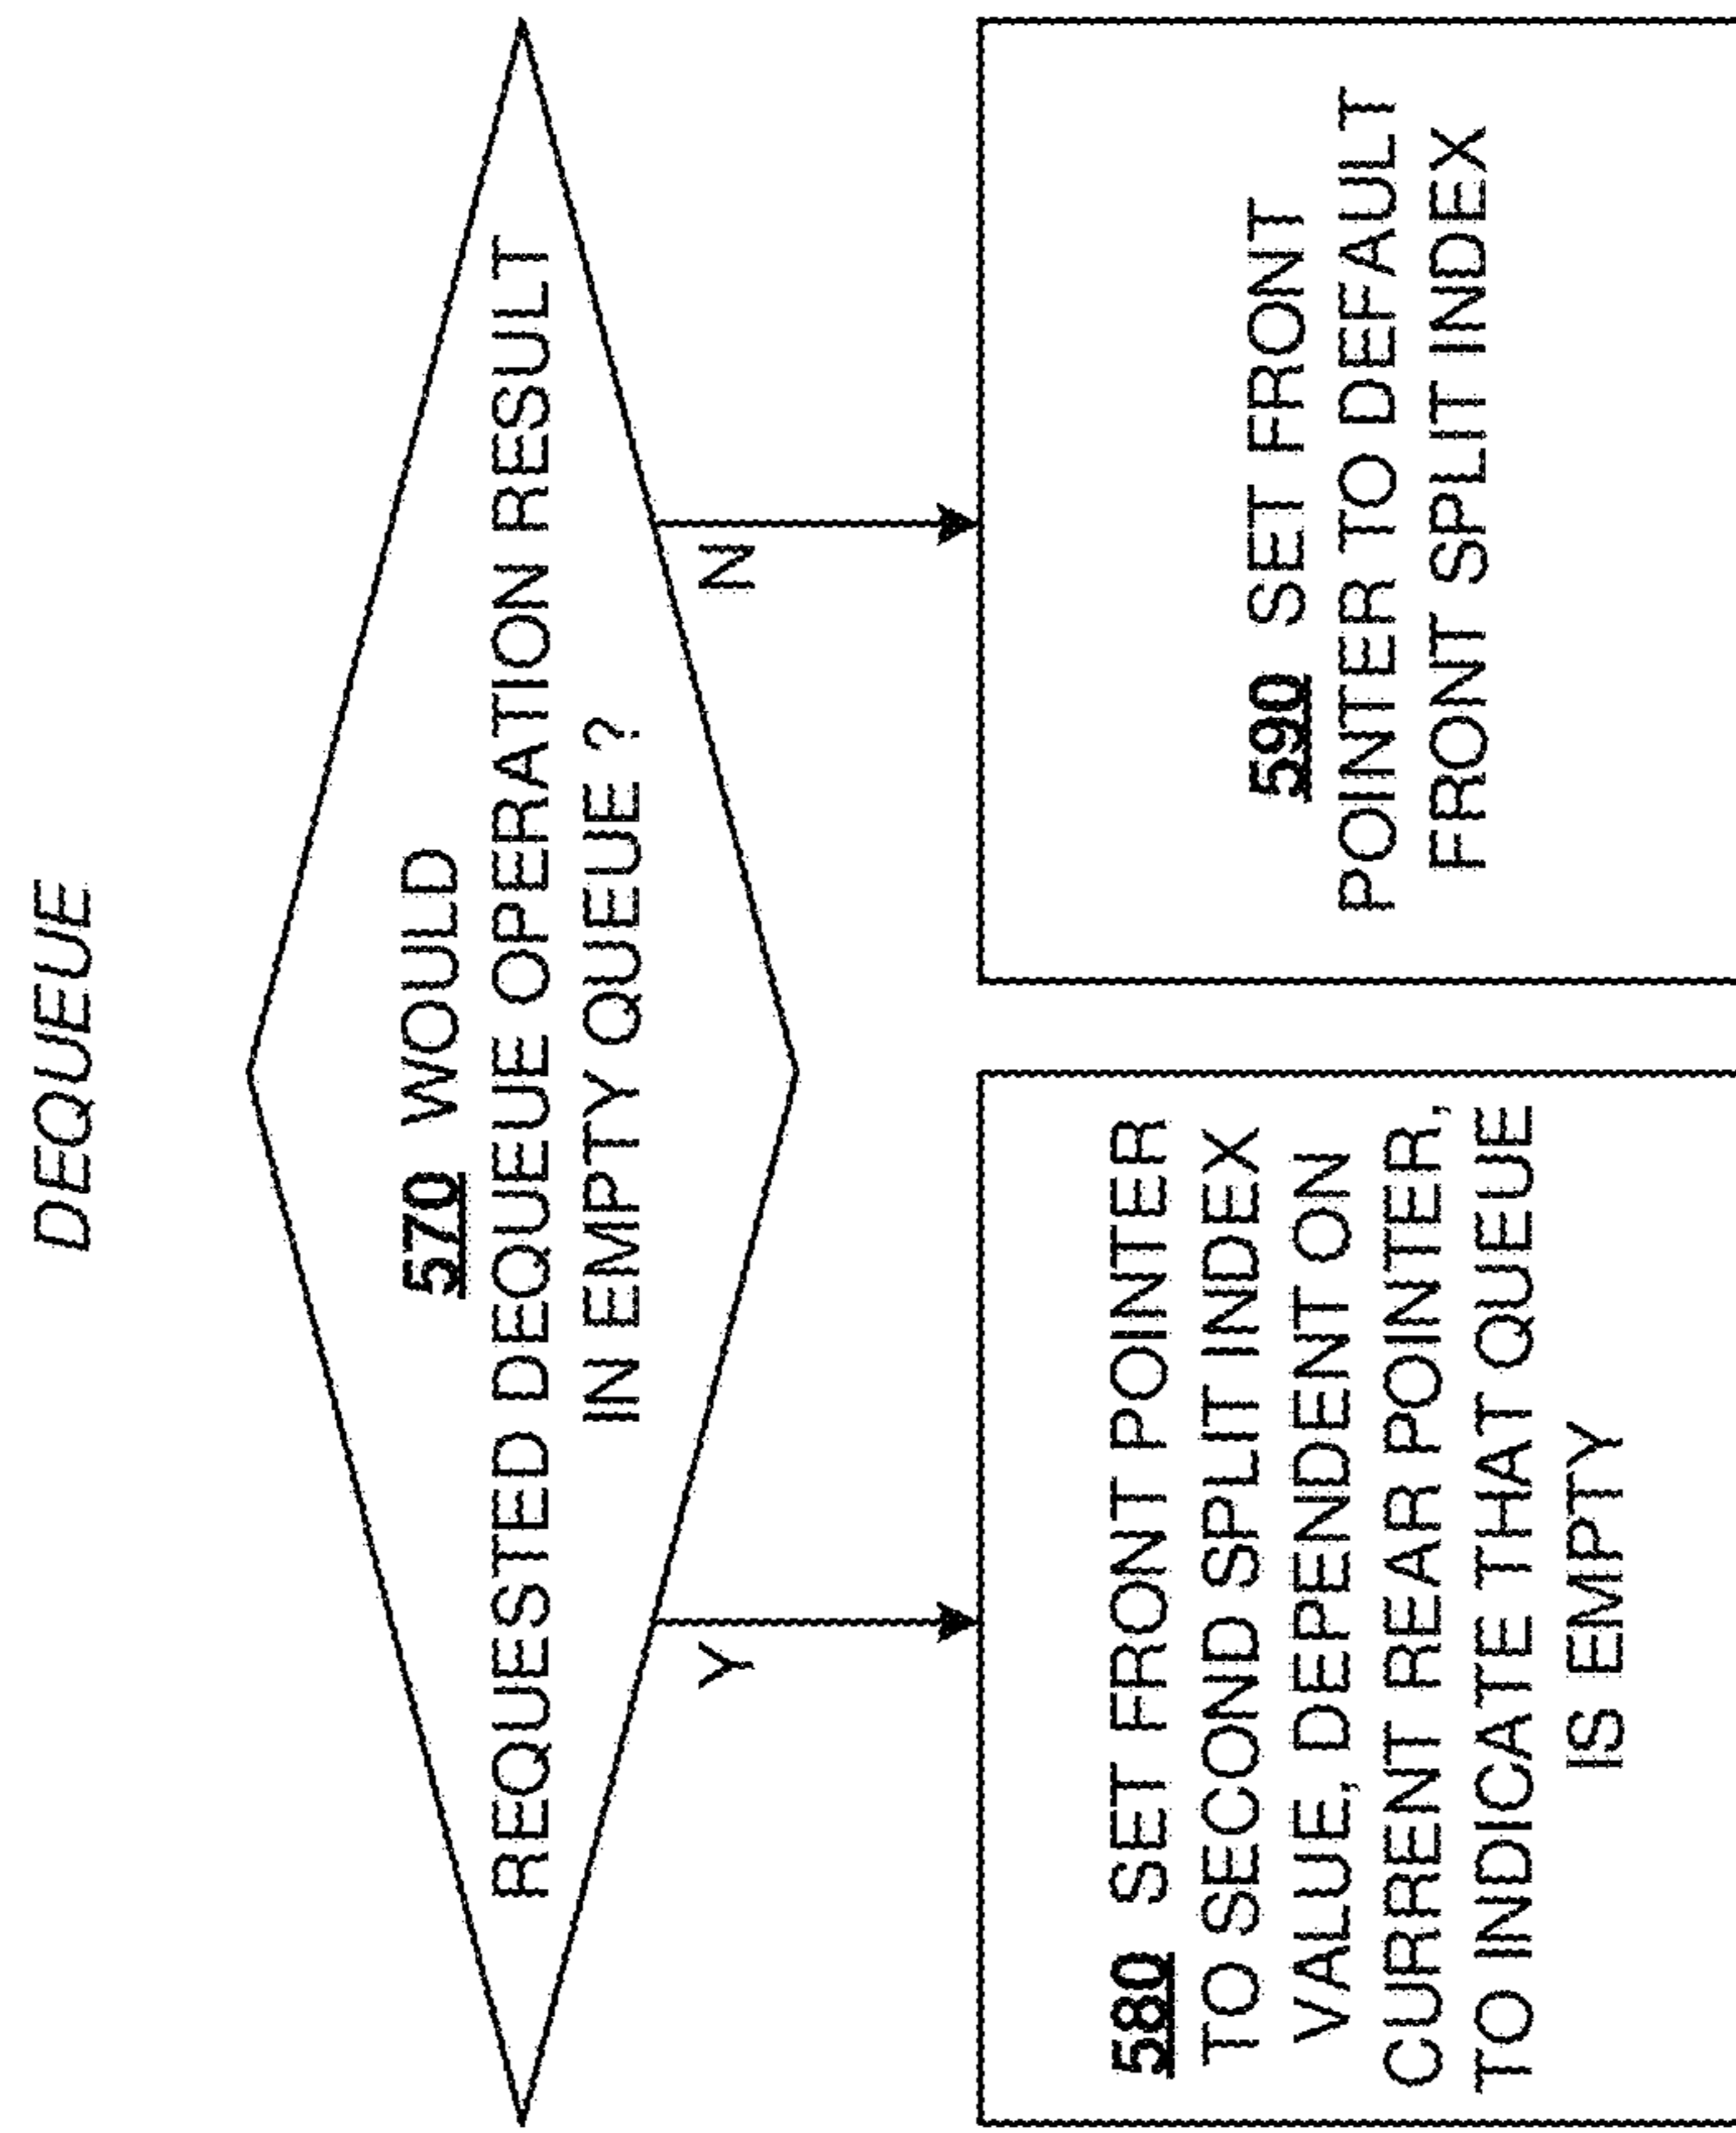 DEQUEUE
570 WOULD
REQUESTED DEQUEUE OPERATION RESULT
IN EMPTY QUEUE ?
Y
N
580 SET FRONT POINTER
TO SECOND SPLIT INDEX
VALUE, DEPENDENT ON
CURRENT REAR POINTER,
TO INDICATE THAT QUEUE
IS EMPTY
590 SET FRONT
POINTER TO DEFAULT
FRONT SPLIT INDEX